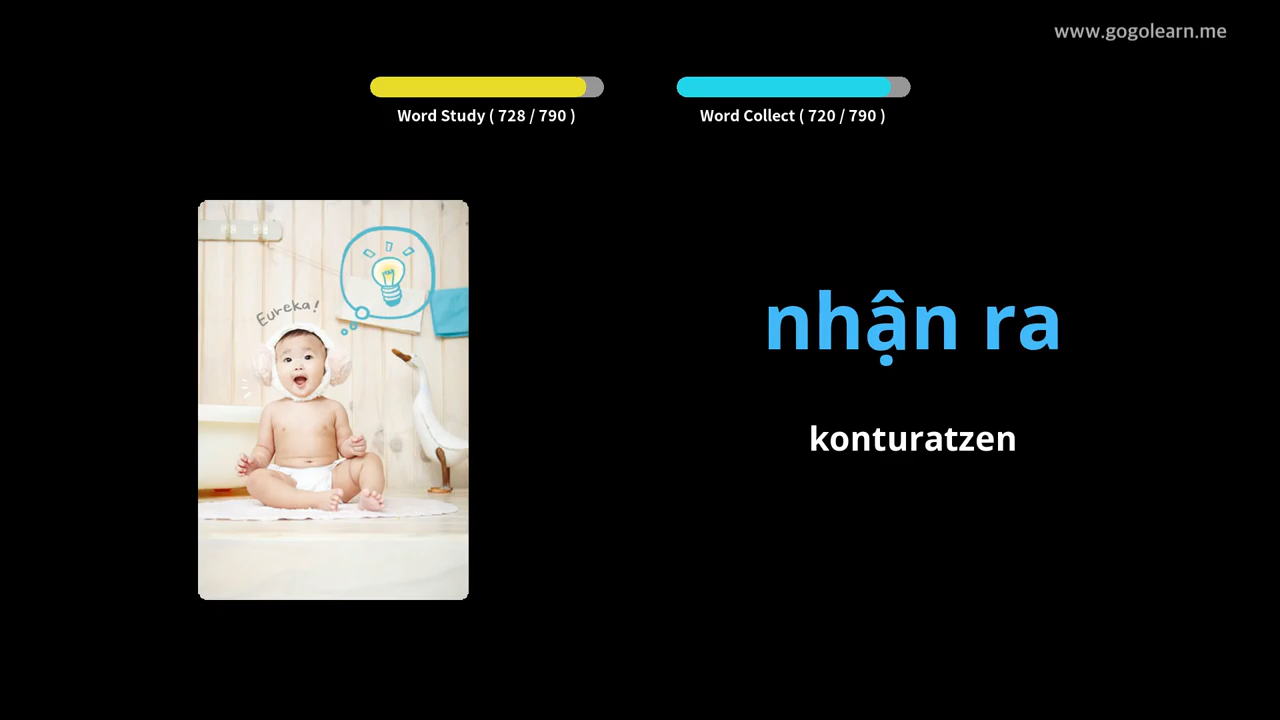 www.gogolearn.me
Word Study ( 728 / 790 )
Word Collect ( 720 / 790 )
Eureka!
nhận ra
konturatzen